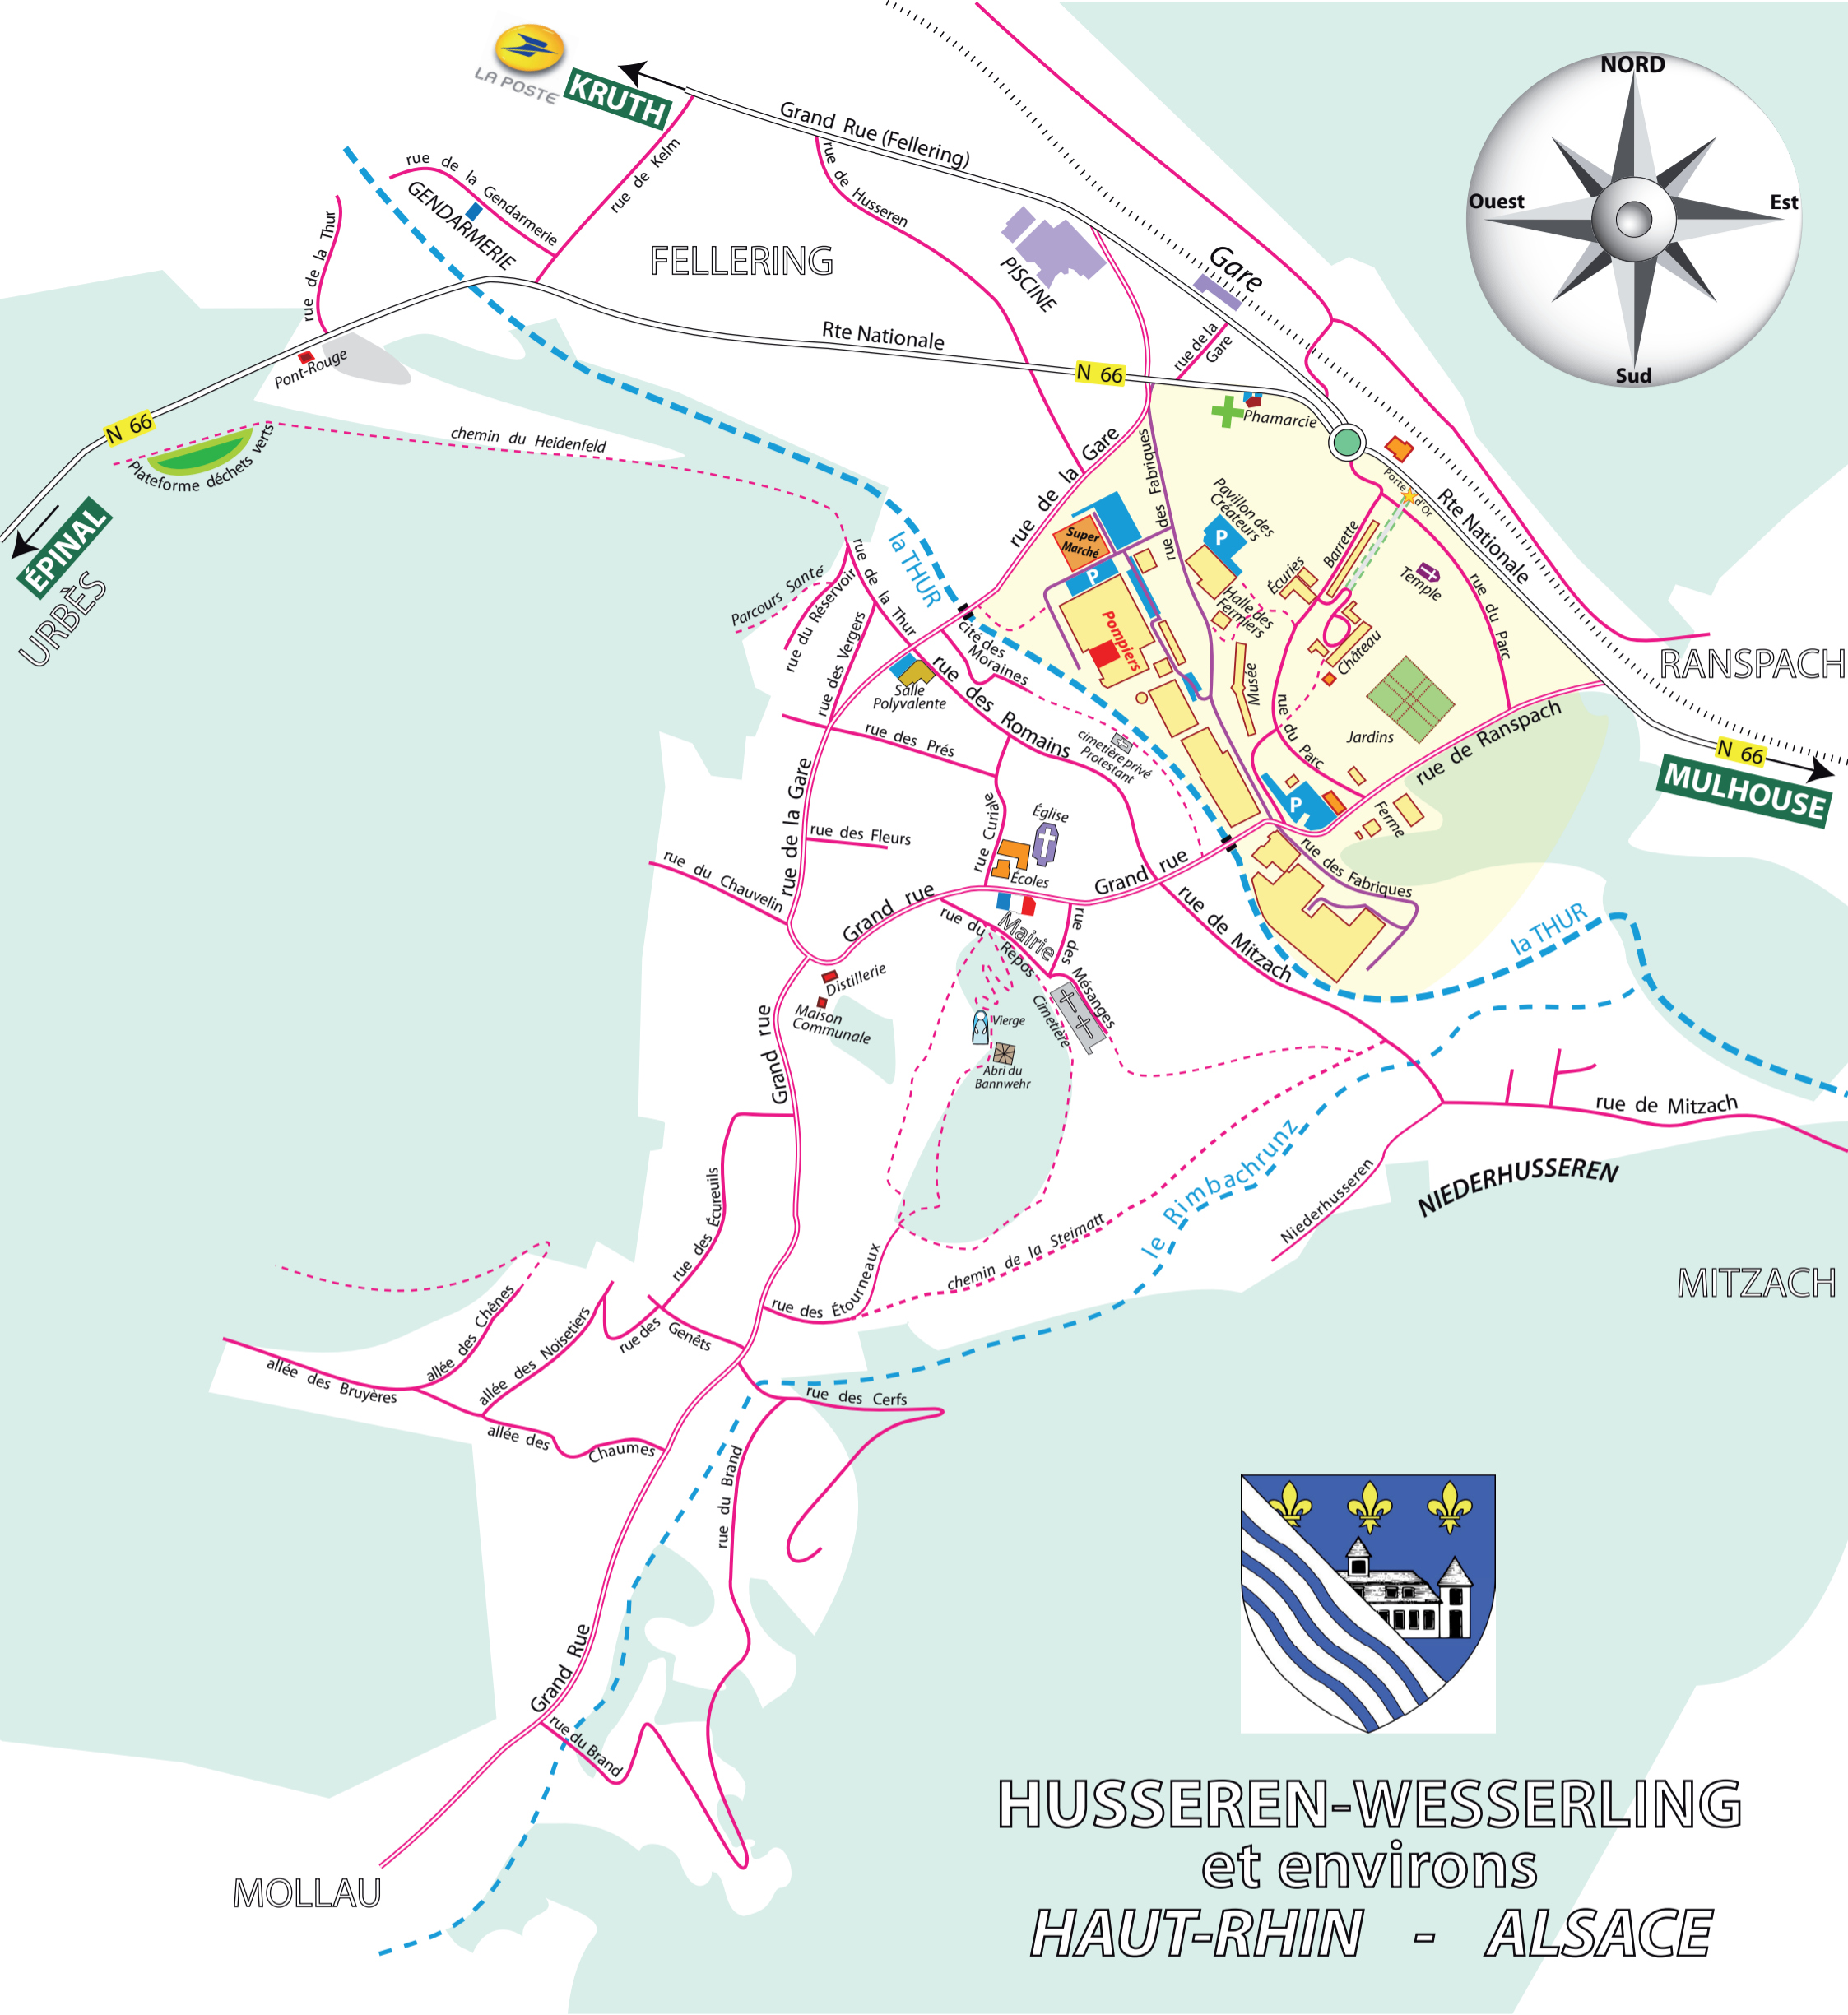 LA POSTE
KRUTH
Grand Rue (Fellering)
NORD
Ouest
Est
Sud
rue de la Gendarmerie
GENDARMERIE
rue de Kelm
rue de Husseren
rue de la Thur
FELLERING
PISCINE
Gare
rue de la
Gare
Rte Nationale
N 66
Pont-Rouge
N 66
Plateforme déchets verts
chemin du Heidenfeld
ÉPINAL
URBÈS
Phamarcie
rue de la Gare
rue des Fabriques
Pavillon des
Créateurs
P
Porte d'Or
Rte Nationale
Super
Marché
P
Barrette
Écuries
Temple
rue du Parc
Halle des
Fermiers
Pompiers
Château
Musée
la THUR
Parcours Santé
rue du Réservoir
rue de la Thur
rue des Vergers
cité des
Moraines
Salle
Polyvalente
rue des Romains
rue des Prés
cimetière privé
Protestant
rue du Parc
Jardins
rue de Ranspach
RANSPACH
N 66
MULHOUSE
P
Ferme
rue de la Gare
rue des Fleurs
rue du Chauvelin
rue Curiale
Église
Écoles
Grand rue
Grand rue
rue des Fabriques
rue du Repos
Mairie
rue des Mésanges
rue de Mitzach
la THUR
Distillerie
Maison
Communale
Vierge
Cimetière
Abri du
Bannwehr
Grand rue
rue de Mitzach
le Rimbachrunz
Niederhusseren
NIEDERHUSSEREN
MITZACH
rue des Écureuils
rue des Étourneaux
chemin de la Steimatt
allée des Chênes
allée des Noisetiers
rue des Genêts
allée des Bruyères
allée des Chaumes
rue des Cerfs
rue du Brand
Grand Rue
rue du Brand
MOLLAU
HUSSEREN-WESSERLING
et environs
HAUT-RHIN - ALSACE